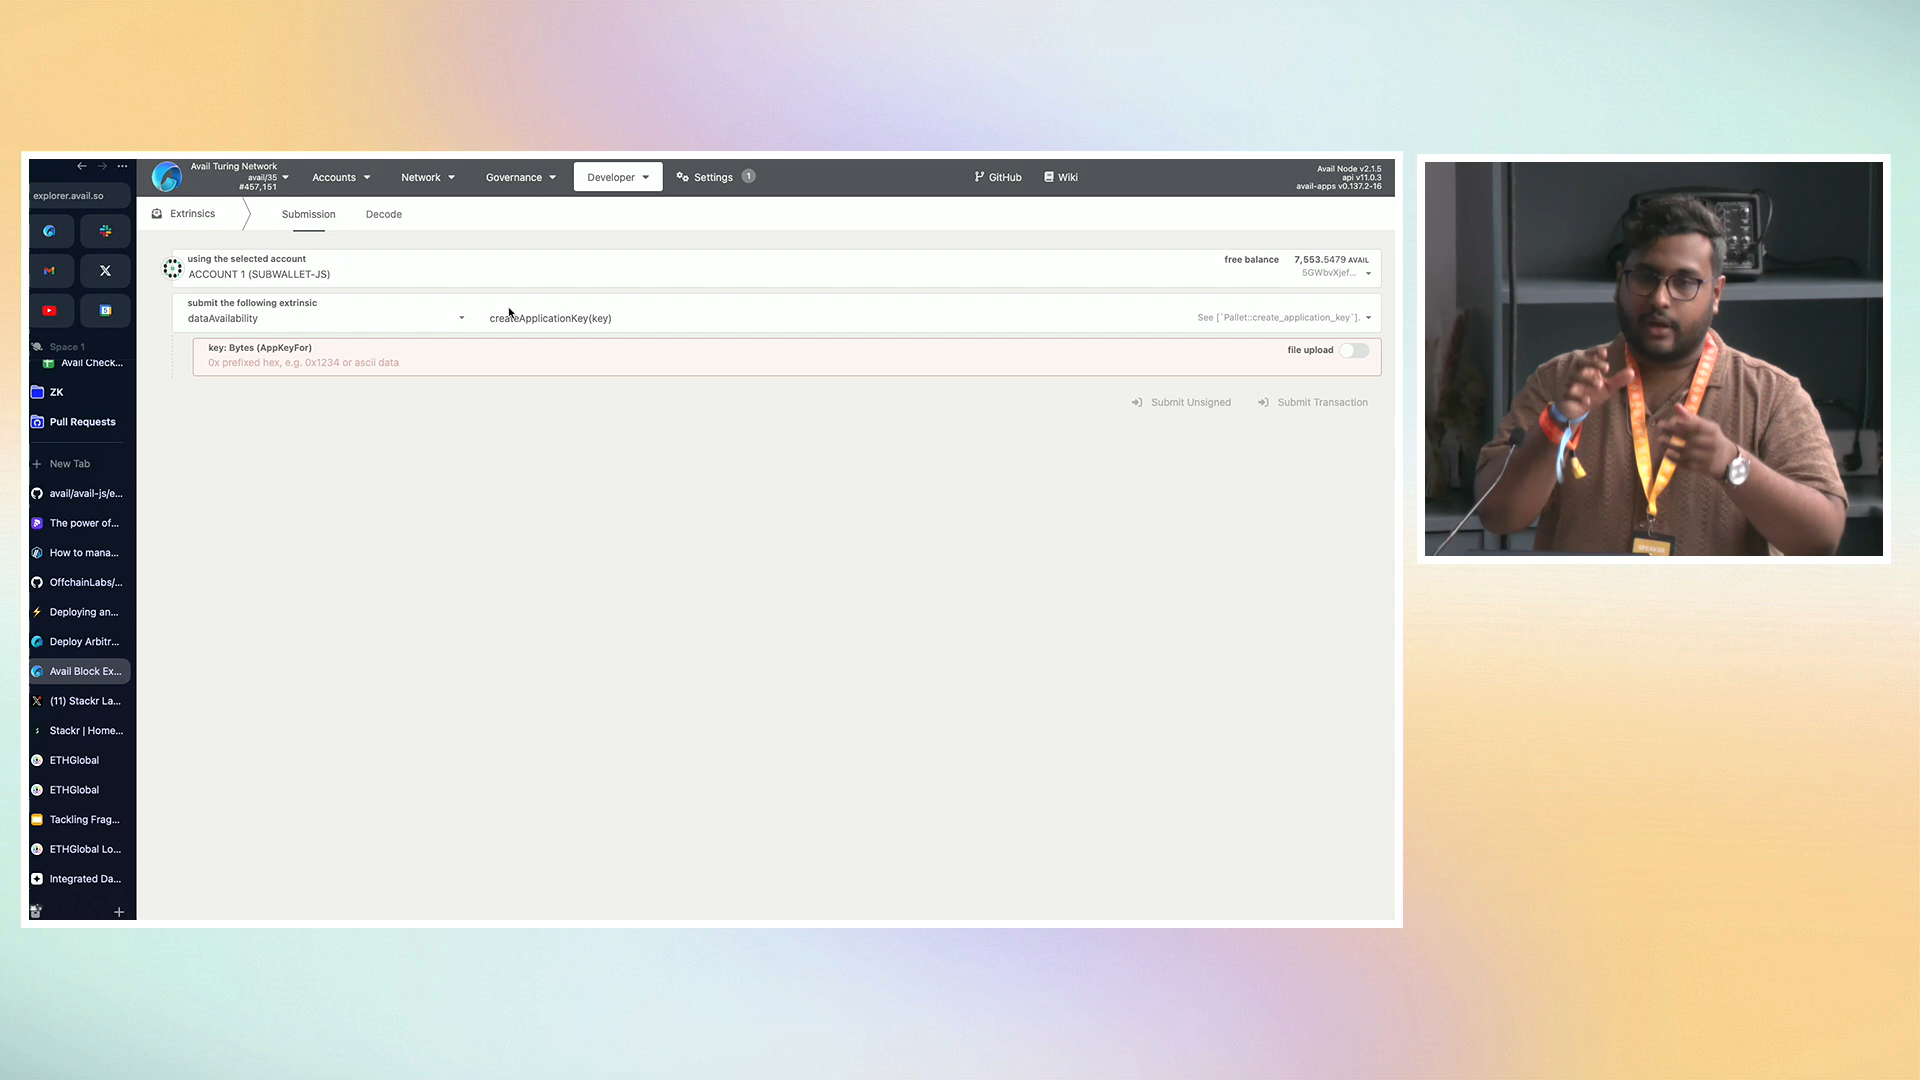 explorer.avail.so
Space 1
Avail Check...
ZK
Pull Requests
New Tab
avail/avail-js/e...
The power of...
How to mana...
OffchainLabs/...
Deploying an...
Deploy Arbitr...
Avail Block Ex...
(11) Stackr La...
Stackr | Home...
ETHGlobal
ETHGlobal
Tackling Frag...
ETHGlobal Lo...
Integrated Da...
Avail Turing Network
avail/35
#457,151
Accounts
Network
Governance
Developer
Settings 1
GitHub
Wiki
Avail Node v2.1.5
api v11.0.3
avail-apps v0.137.2-16
Extrinsics
Submission
Decode
using the selected account
ACCOUNT 1 (SUBWALLET-JS)
free balance 7,553.5479 AVAIL
5GWbvXjef...
submit the following extrinsic
dataAvailability
createApplicationKey(key)
See [`Pallet::create_application_key`].
key: Bytes (AppKeyFor)
0x prefixed hex, e.g. 0x1234 or ascii data
file upload
Submit Unsigned
Submit Transaction
SPEAKER